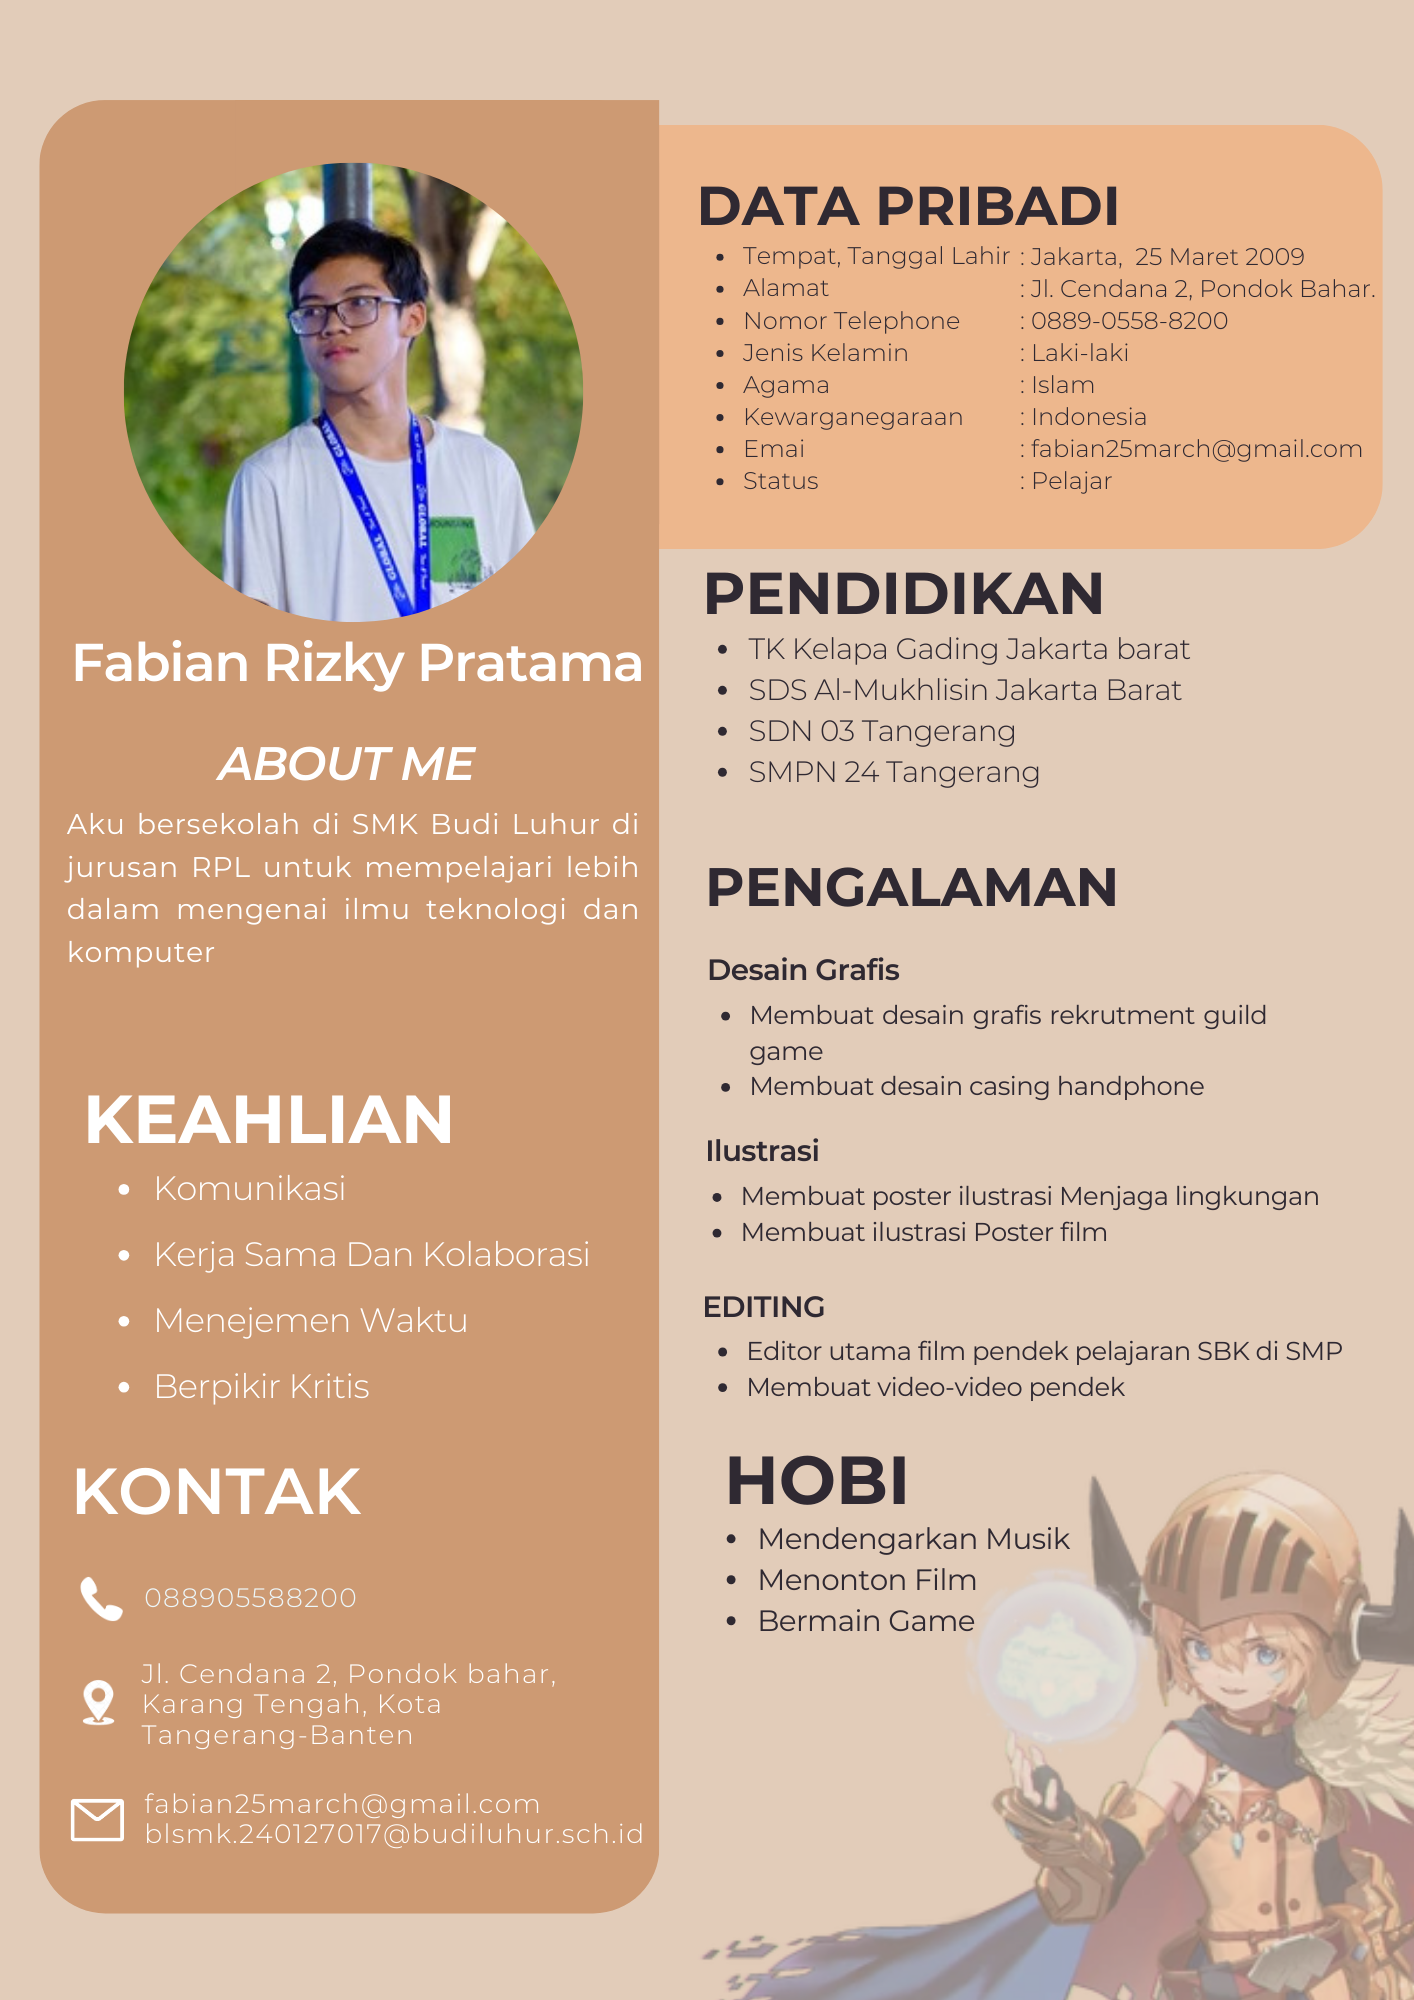 Fabian Rizky Pratama
ABOUT ME
Aku bersekolah di SMK Budi Luhur di
jurusan RPL untuk mempelajari lebih
dalam mengenai ilmu teknologi dan
komputer
KEAHLIAN
• Komunikasi
• Kerja Sama Dan Kolaborasi
• Menejemen Waktu
• Berpikir Kritis
KONTAK
088905588200
Jl. Cendana 2, Pondok bahar,
Karang Tengah, Kota
Tangerang-Banten
fabian25march@gmail.com
blsmk.240127017@budiluhur.sch.id
DATA PRIBADI
• Tempat, Tanggal Lahir : Jakarta, 25 Maret 2009
• Alamat : Jl. Cendana 2, Pondok Bahar.
• Nomor Telephone : 0889-0558-8200
• Jenis Kelamin : Laki-laki
• Agama : Islam
• Kewarganegaraan : Indonesia
• Emai : fabian25march@gmail.com
• Status : Pelajar
PENDIDIKAN
• TK Kelapa Gading Jakarta barat
• SDS Al-Mukhlisin Jakarta Barat
• SDN 03 Tangerang
• SMPN 24 Tangerang
PENGALAMAN
Desain Grafis
• Membuat desain grafis rekrutment guild
game
• Membuat desain casing handphone
Ilustrasi
• Membuat poster ilustrasi Menjaga lingkungan
• Membuat ilustrasi Poster film
EDITING
• Editor utama film pendek pelajaran SBK di SMP
• Membuat video-video pendek
HOBI
• Mendengarkan Musik
• Menonton Film
• Bermain Game
GLOBAL
GLOBAL
GLOBAL
GLOBAL